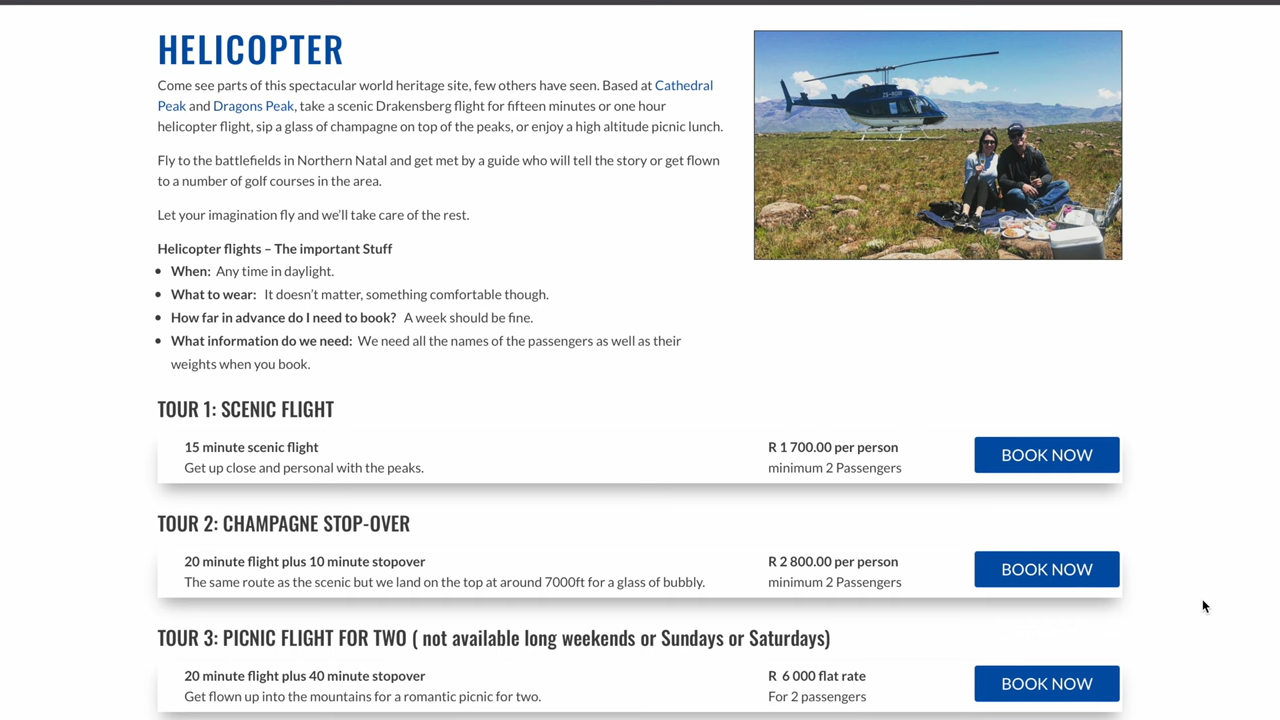 HELICOPTER
Come see parts of this spectacular world heritage site, few others have seen. Based at Cathedral
Peak and Dragons Peak, take a scenic Drakensberg flight for fifteen minutes or one hour
helicopter flight, sip a glass of champagne on top of the peaks, or enjoy a high altitude picnic lunch.
Fly to the battlefields in Northern Natal and get met by a guide who will tell the story or get flown
to a number of golf courses in the area.
Let your imagination fly and we'll take care of the rest.
Helicopter flights – The important Stuff
• When: Any time in daylight.
• What to wear: It doesn't matter, something comfortable though.
• How far in advance do I need to book? A week should be fine.
• What information do we need: We need all the names of the passengers as well as their
weights when you book.
TOUR 1: SCENIC FLIGHT
15 minute scenic flight
Get up close and personal with the peaks.
R 1 700.00 per person
minimum 2 Passengers
BOOK NOW
TOUR 2: CHAMPAGNE STOP-OVER
20 minute flight plus 10 minute stopover
The same route as the scenic but we land on the top at around 7000ft for a glass of bubbly.
R 2 800.00 per person
minimum 2 Passengers
BOOK NOW
TOUR 3: PICNIC FLIGHT FOR TWO ( not available long weekends or Sundays or Saturdays)
20 minute flight plus 40 minute stopover
Get flown up into the mountains for a romantic picnic for two.
R 6 000 flat rate
For 2 passengers
BOOK NOW